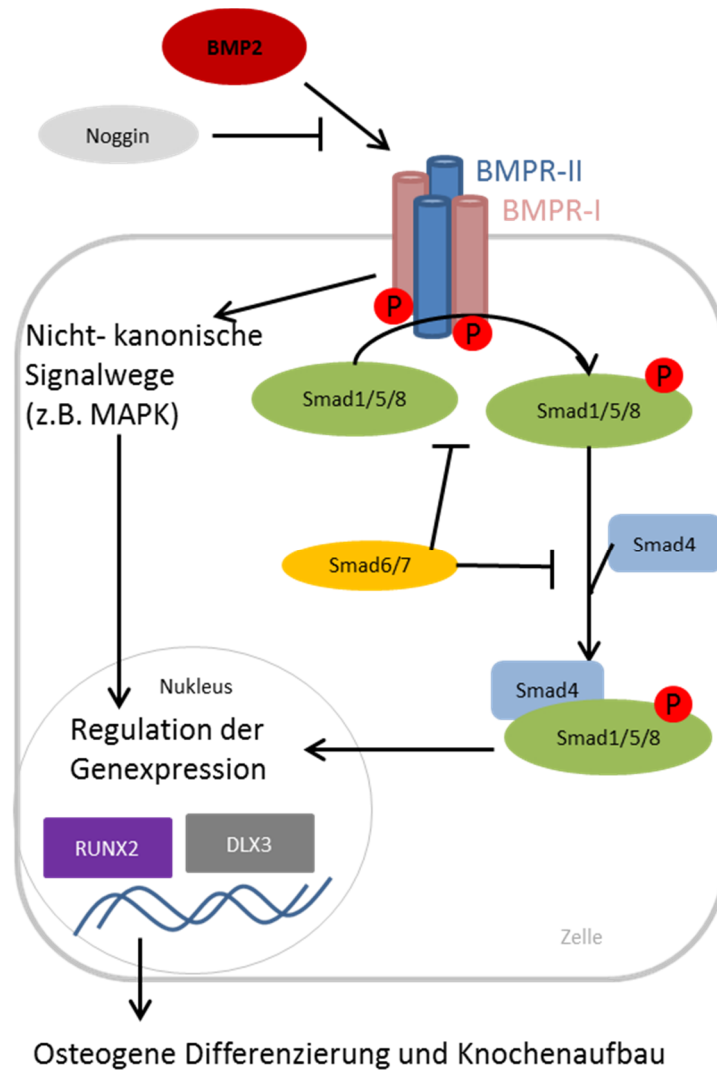 BMP2
Noggin
BMPR-II
BMPR-I
P
P
Nicht- kanonische
Signalwege
(z.B. MAPK)
Smad1/5/8
P
Smad1/5/8
Smad4
Smad6/7
Nukleus
Smad4
P
Smad1/5/8
Regulation der
Genexpression
RUNX2
DLX3
Zelle
Osteogene Differenzierung und Knochenaufbau